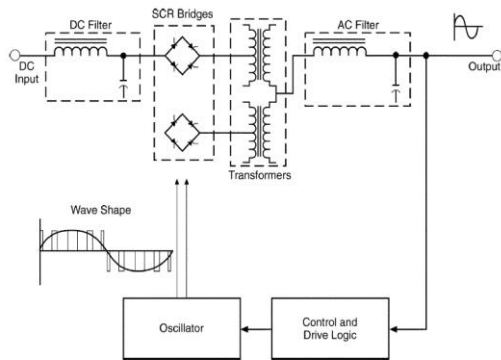 SCR Bridges
DC Filter
AC Filter
DC
Input
Output
Transformers
Wave Shape
Oscillator
Control and
Drive Logic